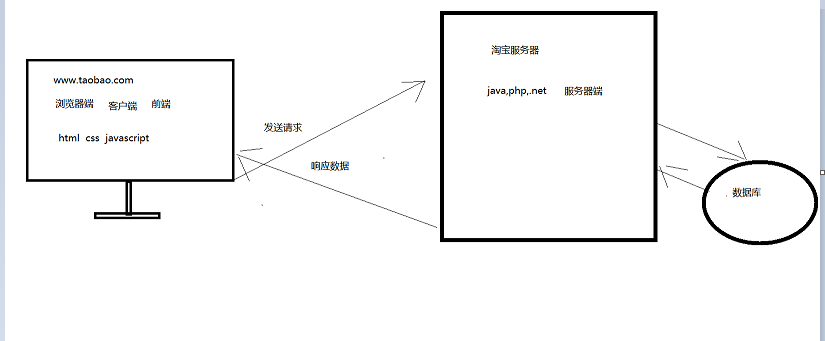 www.taobao.com
浏览器端 客户端 前端
html css javascript
发送请求
响应数据
淘宝服务器
java,php,.net 服务器端
数据库